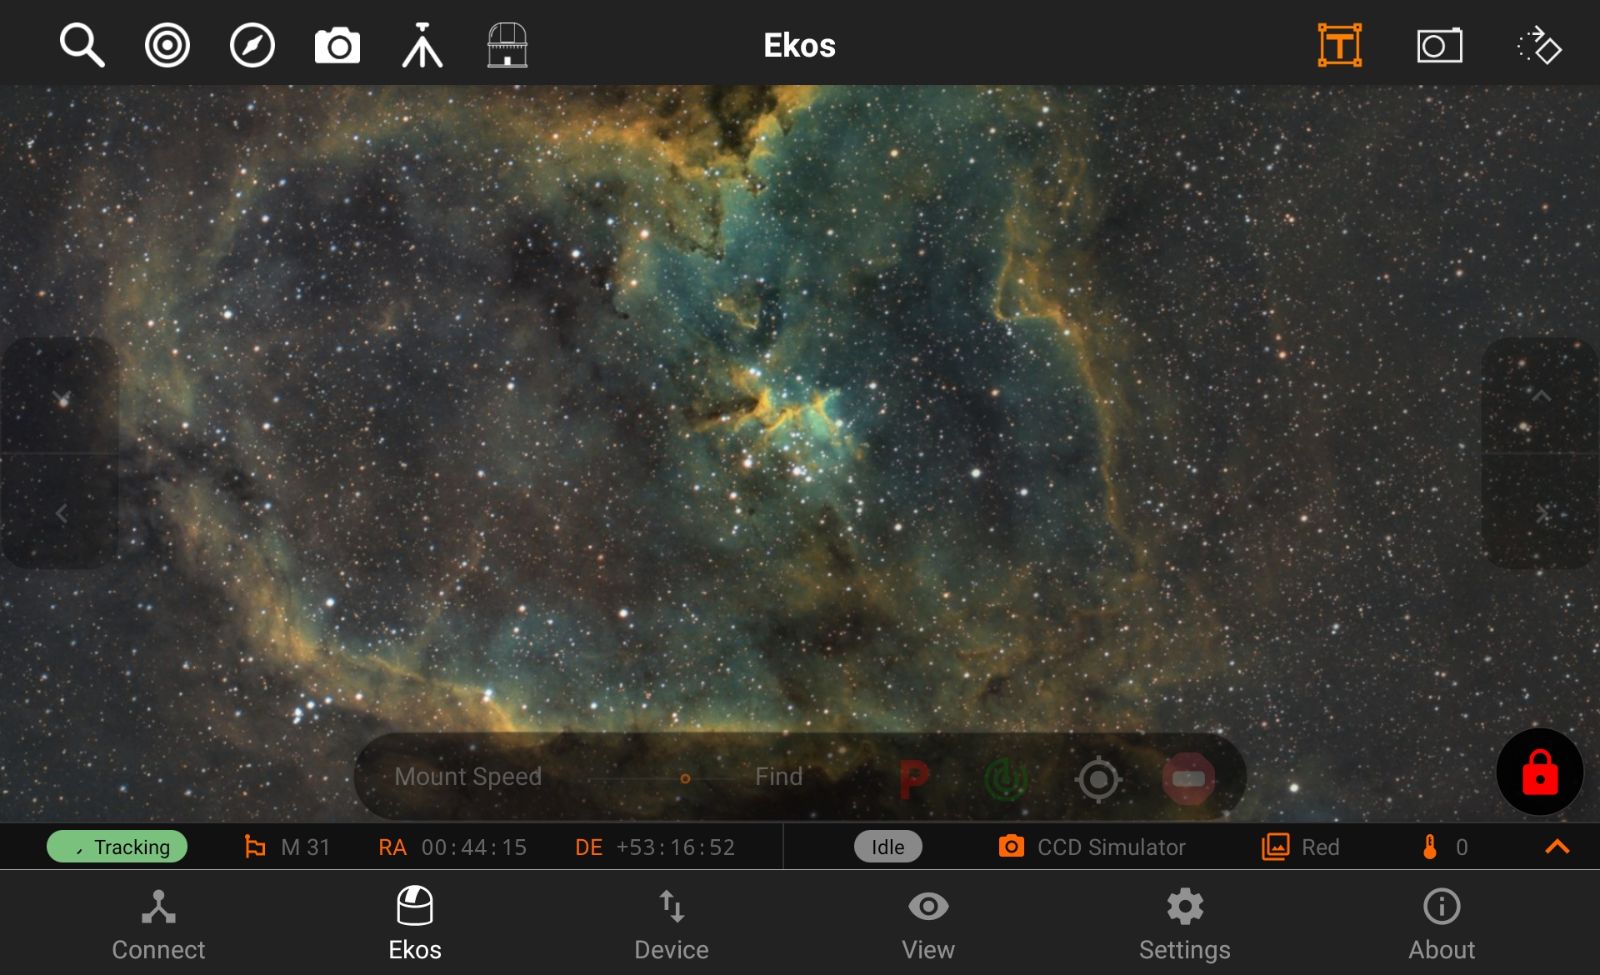 Ekos
Mount Speed Find P
Tracking M 31 RA 00:44:15 DE +53:16:52 Idle CCD Simulator Red 0
Connect Ekos Device View Settings About